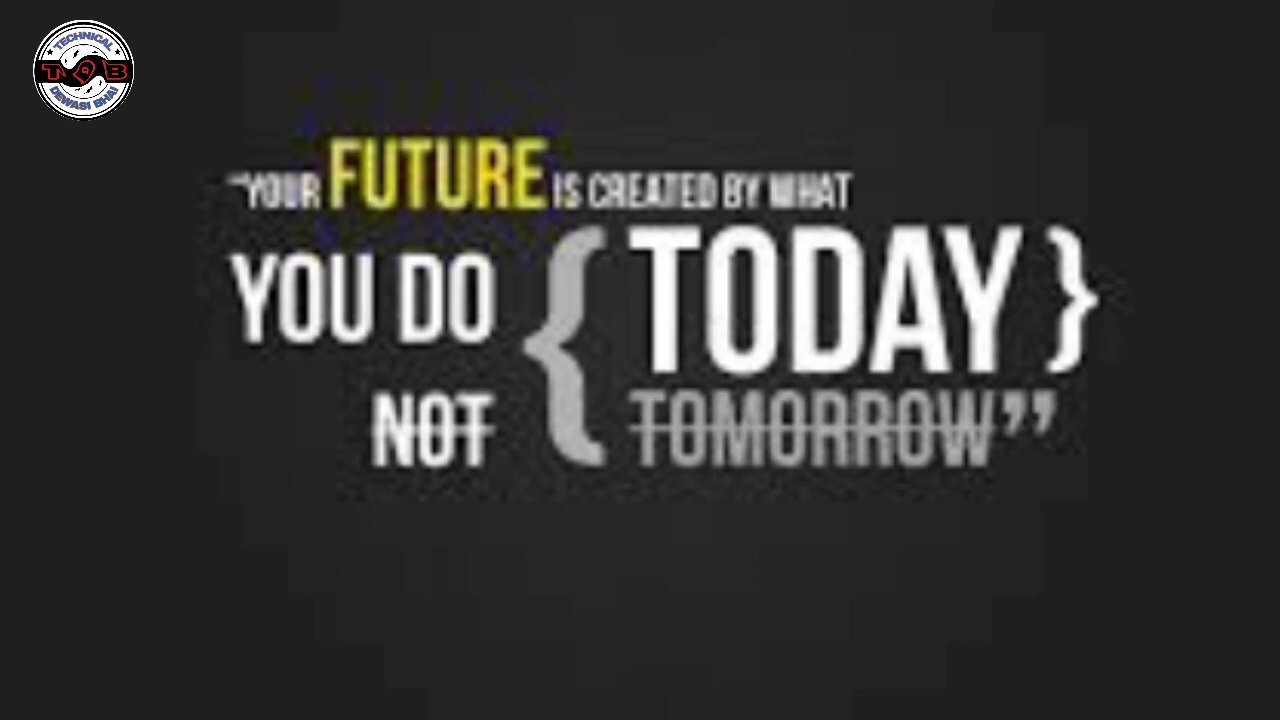 TECHNICAL
TDB
DEWASI BHAI
“YOUR FUTURE IS CREATED BY WHAT
YOU DO { TODAY }
NOT TOMORROW”